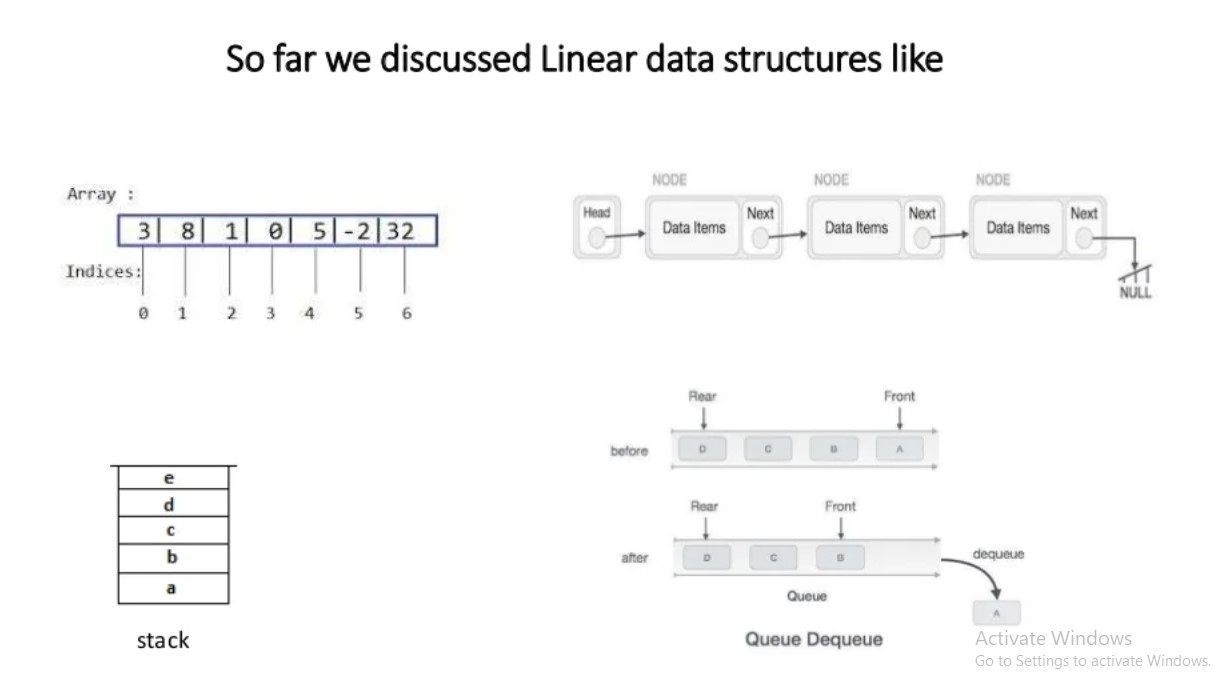 So far we discussed Linear data structures like
Array :
3| 8| 1| 0| 5|-2|32
Indices:
0 1 2 3 4 5 6
NODE NODE NODE
Head Data Items Next Data Items Next Data Items Next
NULL
e
d
c
b
a
stack
Rear Front
before D C B A
Rear Front
after D C B
dequeue
Queue
A
Queue Dequeue
Activate Windows
Go to Settings to activate Windows.